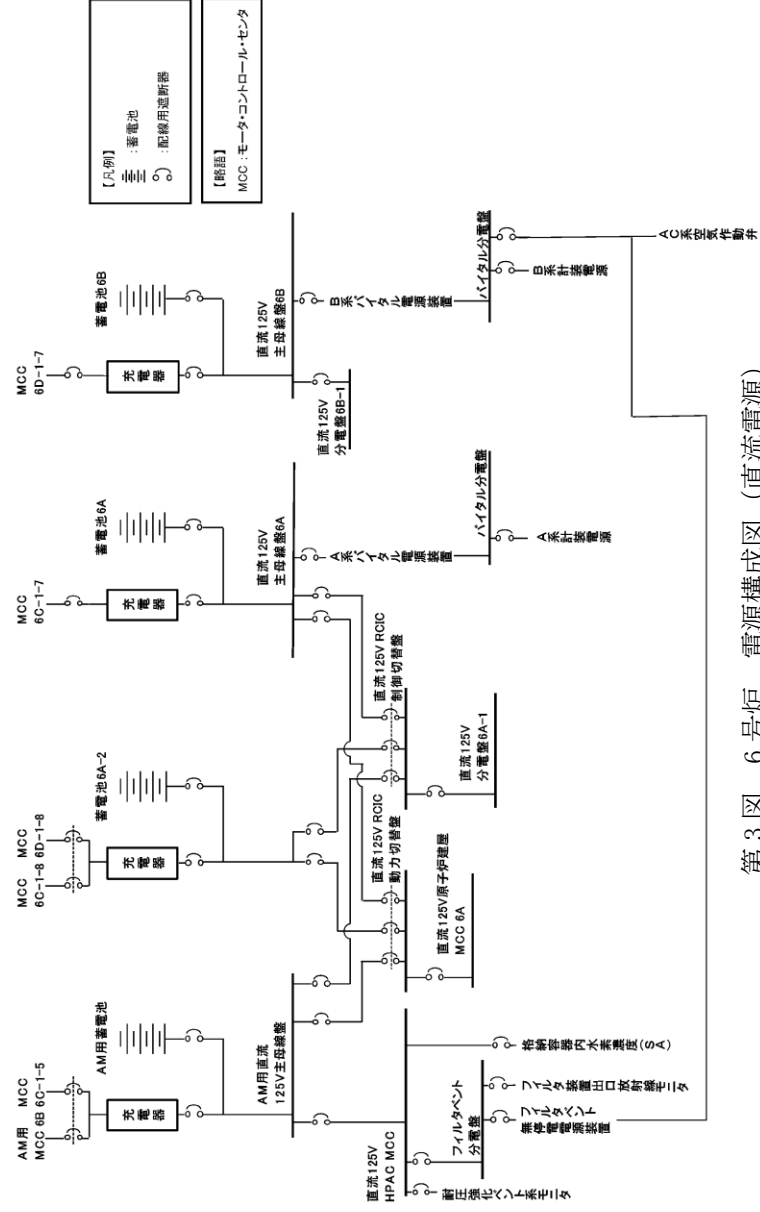 AM用
MCC 6B
MCC
6C-1-5
充電器
AM用蓄電池
AM用直流
125V主母線盤
直流125V
HPAC MCC
耐圧強化ベント系モニタ
フィルタベント
分電盤
フィルタベント
無停電電源装置
フィルタ装置出口放射線モニタ
格納容器内水素濃度(SA)
MCC
6C-1-8
MCC
6D-1-8
充電器
蓄電池6A-2
直流125V RCIC
動力切替盤
直流125V原子炉建屋
MCC 6A
直流125V RCIC
制御切替盤
直流125V
分電盤6A-1
MCC
6C-1-7
充電器
蓄電池6A
直流125V
主母線盤6A
A系バイタル電源装置
バイタル分電盤
A系計装電源
MCC
6D-1-7
充電器
蓄電池6B
直流125V
主母線盤6B
直流125V
分電盤6B-1
B系バイタル電源装置
バイタル分電盤
B系計装電源
AC系空気作動弁
【凡例】
:蓄電池
:配線用遮断器
【略語】
MCC :モータ・コントロール・センタ
第3図 6号炉 電源構成図(直流電源)